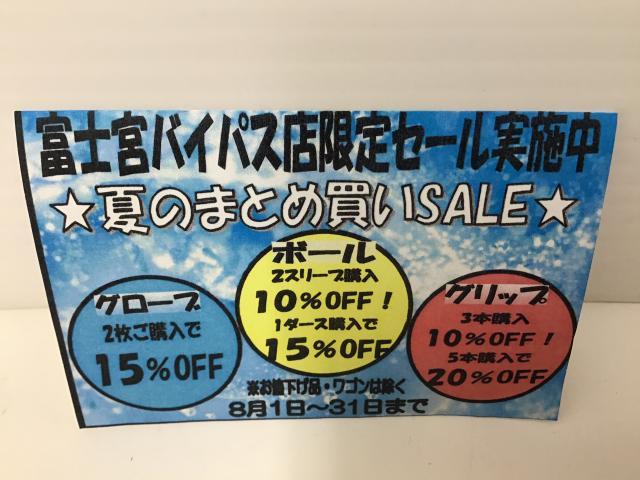 富士宮バイパス店限定セール実施中
★夏のまとめ買いSALE★
グローブ
2枚ご購入で
15%OFF
ボール
2スリーブ購入
10%OFF!
1ダース購入で
15%OFF
グリップ
3本購入
10%OFF!
5本購入で
20%OFF
※お値下げ品・ワゴンは除く
8月1日～31日まで